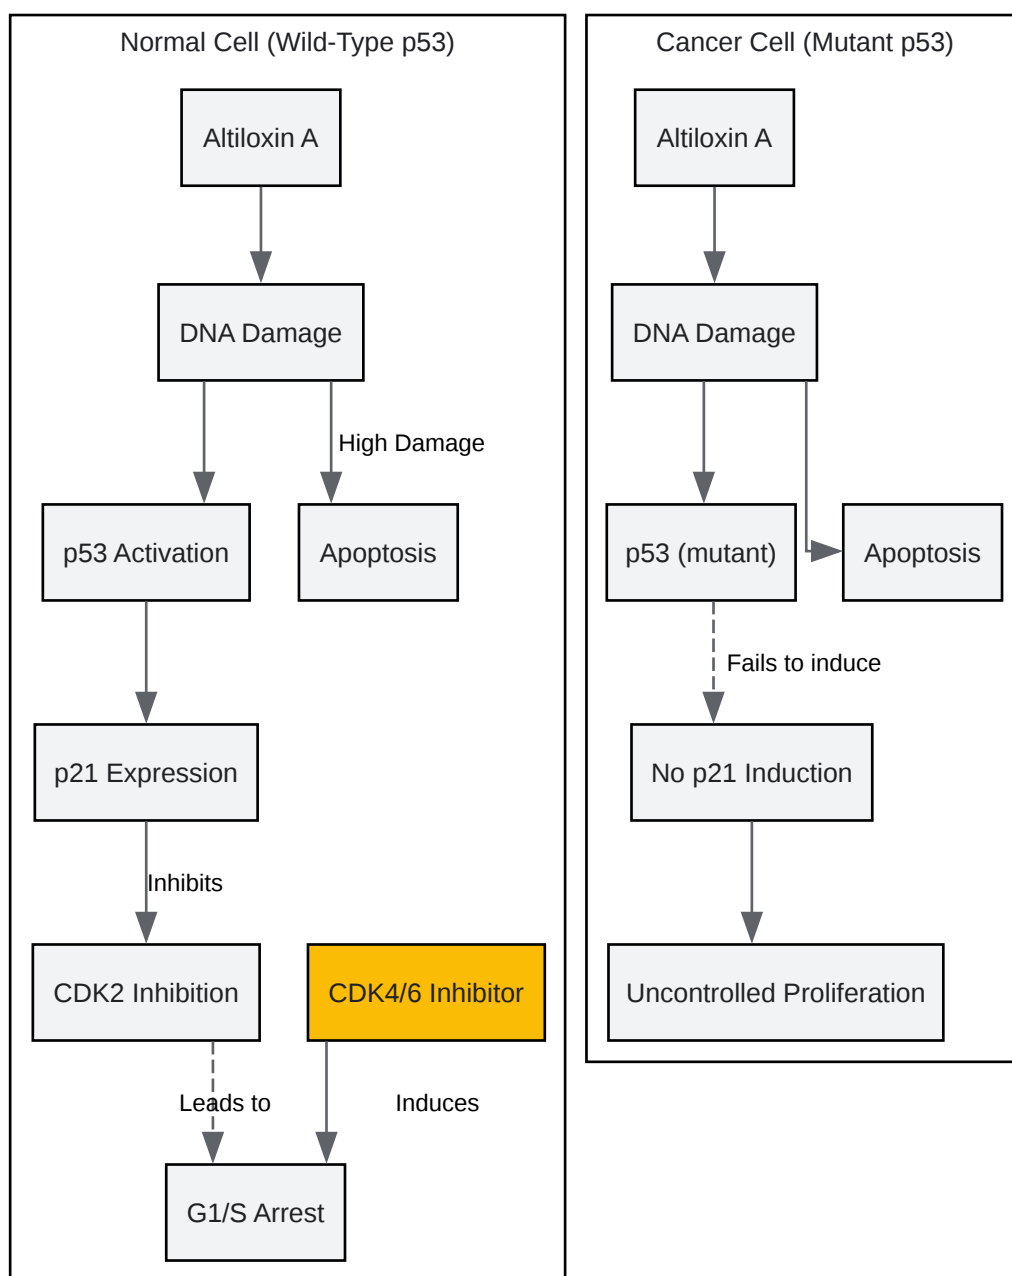 Normal Cell (Wild-Type p53)
Altiloxin A
DNA Damage
High Damage
p53 Activation
Apoptosis
p21 Expression
Inhibits
CDK2 Inhibition
CDK4/6 Inhibitor
Leads to
Induces
G1/S Arrest
Cancer Cell (Mutant p53)
Altiloxin A
DNA Damage
p53 (mutant)
Apoptosis
Fails to induce
No p21 Induction
Uncontrolled Proliferation